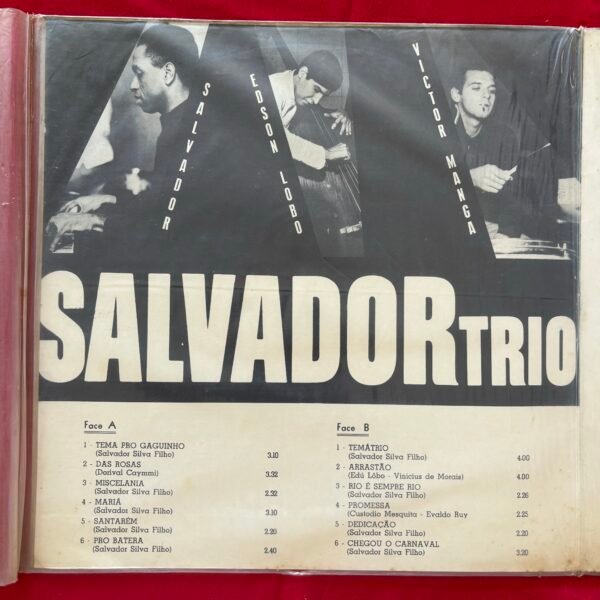 SALVADOR
EDSON LOBO
VICTOR MANGA
SALVADOR TRIO
Face A
1 - TEMA PRO GAGUINHO
(Salvador Silva Filho) 3.10
2 - DAS ROSAS
(Dorival Caymmi) 3.32
3 - MISCELANIA
(Salvador Silva Filho) 2.32
4 - MARIÁ
(Salvador Silva Filho) 3.10
5 - SANTARÉM
(Salvador Silva Filho) 2.20
6 - PRO BATERA
(Salvador Silva Filho) 2.40
Face B
1 - TEMÁTRIO
(Salvador Silva Filho) 4.00
2 - ARRASTÃO
(Edú Lôbo - Vinicius de Morais) 4.00
3 - RIO É SEMPRE RIO
(Salvador Silva Filho) 2.26
4 - PROMESSA
(Custodio Mesquita - Evaldo Ruy 2.25
5 - DEDICAÇÃO
(Salvador Silva Filho) 2.20
6 - CHEGOU O CARNAVAL
(Salvador Silva Filho) 3.20